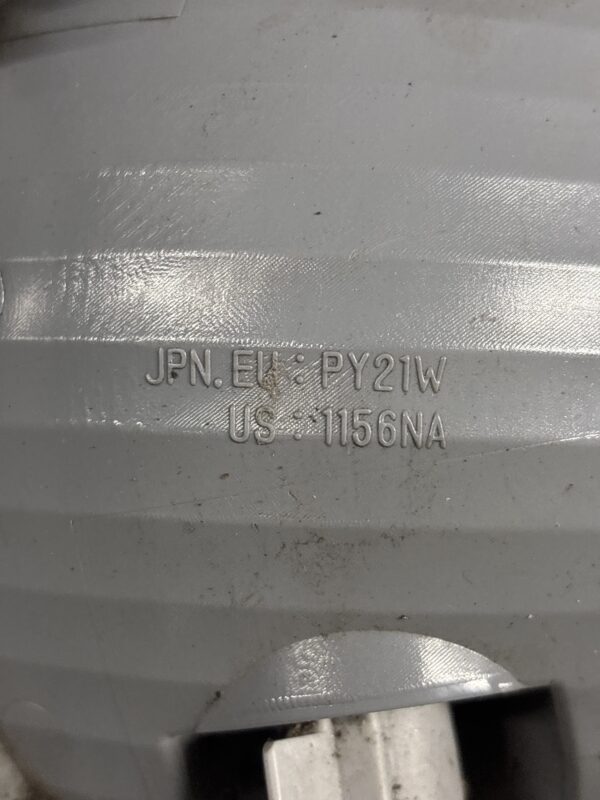 JPN. EU : PY21W
US : 1156NA